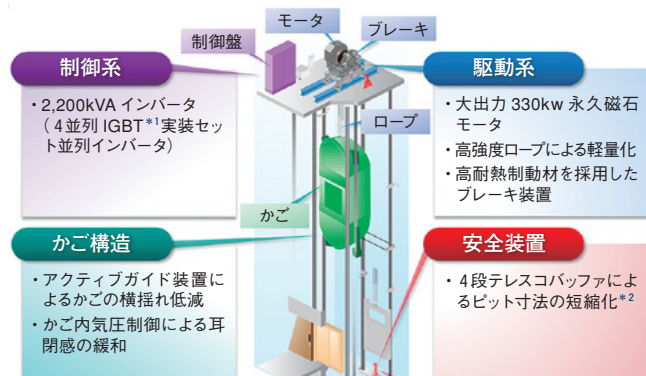 モータ
ブレーキ
制御盤
制御系
・2,200kVA インバータ
（4並列 IGBT*1実装セッ
ト並列インバータ）
駆動系
・大出力 330kw 永久磁石
モータ
・高強度ロープによる軽量化
・高耐熱制動材を採用した
ブレーキ装置
ロープ
かご
かご構造
・アクティブガイド装置に
よるかごの横揺れ低減
・かご内気圧制御による耳
閉感の緩和
安全装置
・4段テレスコバッファによ
るピット寸法の短縮化*2